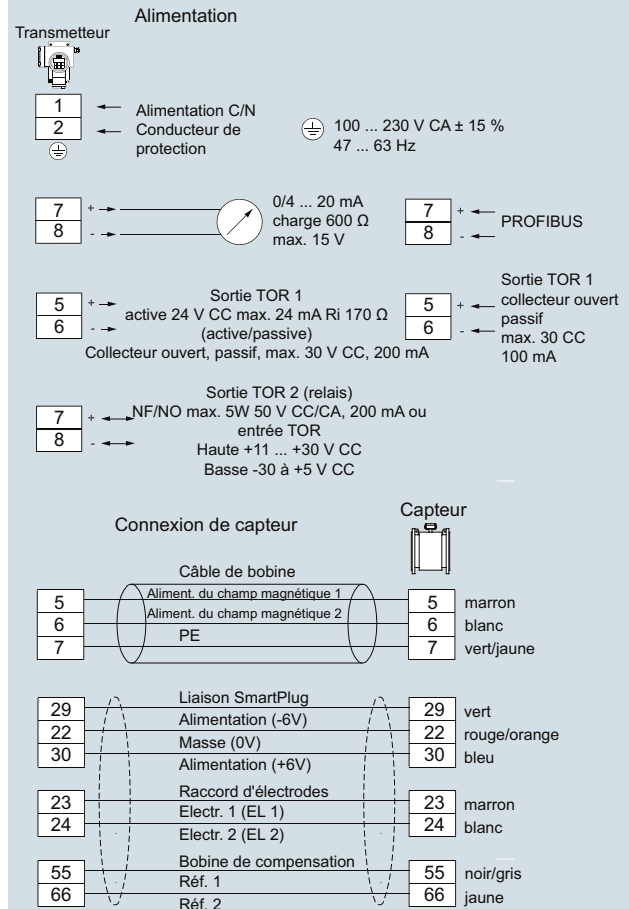 Alimentation
Transmetteur
1
2
Alimentation C/N
Conducteur de
protection
100 ... 230 V CA ± 15 %
47 ... 63 Hz
7
8
+
-
0/4 ... 20 mA
charge 600 Ω
max. 15 V
7
8
+
-
PROFIBUS
5
6
+
-
Sortie TOR 1
active 24 V CC max. 24 mA Ri 170 Ω
(active/passive)
Collecteur ouvert, passif, max. 30 V CC, 200 mA
5
6
+
-
Sortie TOR 1
collecteur ouvert
passif
max. 30 CC
100 mA
7
8
+
-
Sortie TOR 2 (relais)
NF/NO max. 5W 50 V CC/CA, 200 mA ou
entrée TOR
Haute +11 ... +30 V CC
Basse -30 à +5 V CC
Connexion de capteur
Capteur
Câble de bobine
5 Aliment. du champ magnétique 1 5 marron
6 Aliment. du champ magnétique 2 6 blanc
7 PE 7 vert/jaune
Liaison SmartPlug
29 Alimentation (-6V) 29 vert
22 Masse (0V) 22 rouge/orange
30 Alimentation (+6V) 30 bleu
Raccord d'électrodes
23 Electr. 1 (EL 1) 23 marron
24 Electr. 2 (EL 2) 24 blanc
Bobine de compensation
55 Réf. 1 55 noir/gris
66 Réf. 2 66 jaune